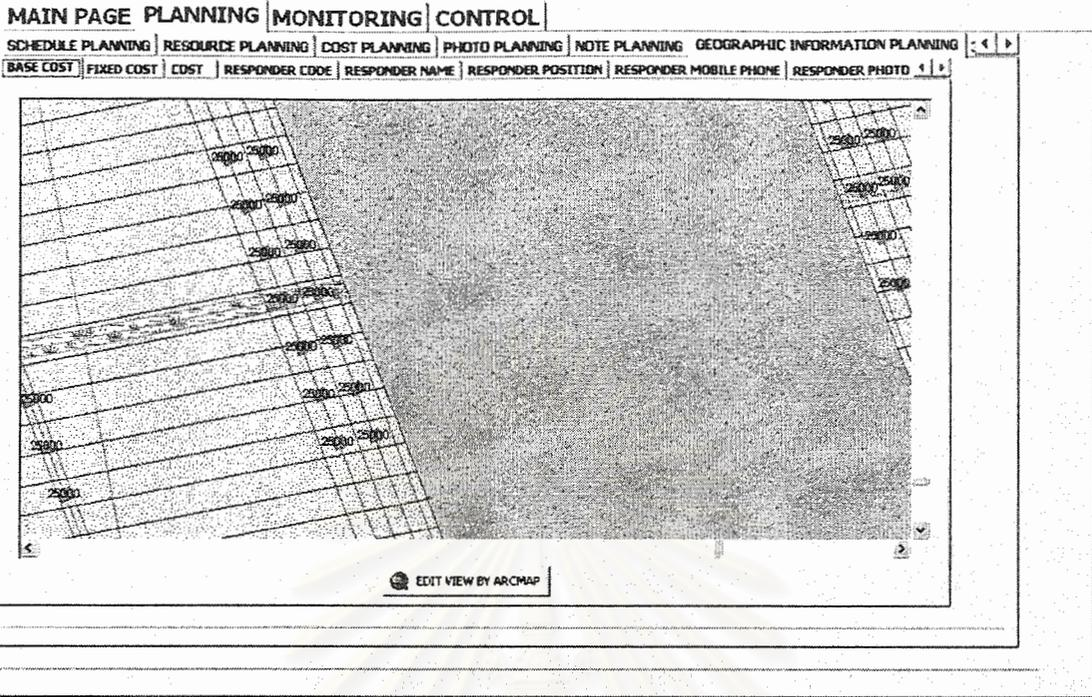 MAIN PAGE PLANNING MONITORING CONTROL
SCHEDULE PLANNING RESOURCE PLANNING COST PLANNING PHOTO PLANNING NOTE PLANNING GEOGRAPHIC INFORMATION PLANNING
BASE COST FIXED COST COST RESPONDER CODE RESPONDER NAME RESPONDER POSITION RESPONDER MOBILE PHONE RESPONDER PHOTO
25000 25000 25000 25000
25000 25000 25000 25000
25000 25000 25000
25000 25000 25000
25000 25000
25000 25000 25000
25000 25000 25000
25000
EDIT VIEW BY ARCMAP